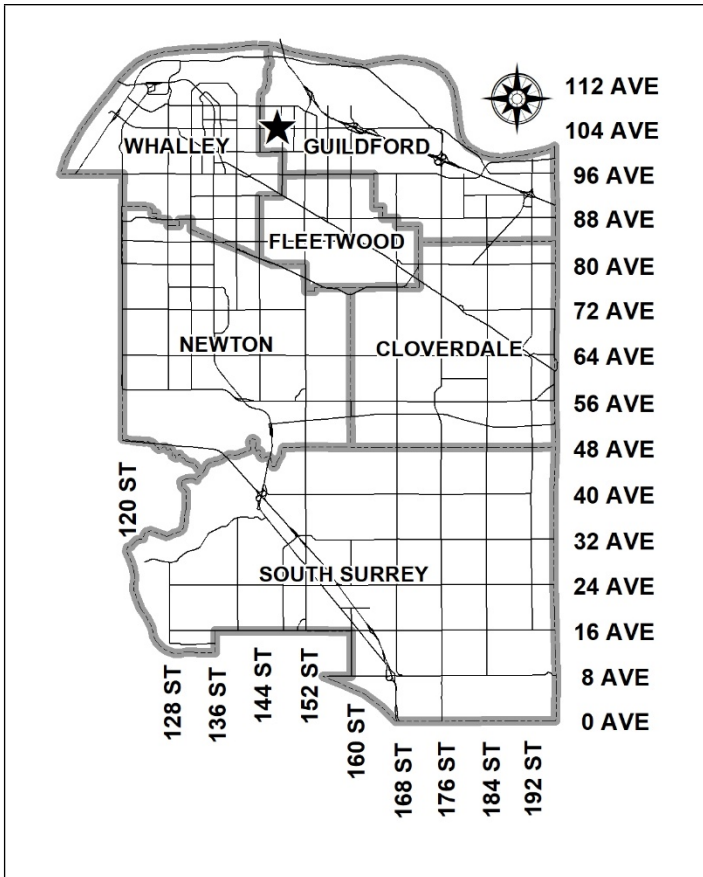 112 AVE
104 AVE
WHALLEY
GUILDFORD
96 AVE
88 AVE
FLEETWOOD
80 AVE
72 AVE
NEWTON
CLOVERDALE
64 AVE
56 AVE
48 AVE
120 ST
40 AVE
32 AVE
SOUTH SURREY
24 AVE
16 AVE
8 AVE
0 AVE
128 ST
136 ST
144 ST
152 ST
160 ST
168 ST
176 ST
184 ST
192 ST